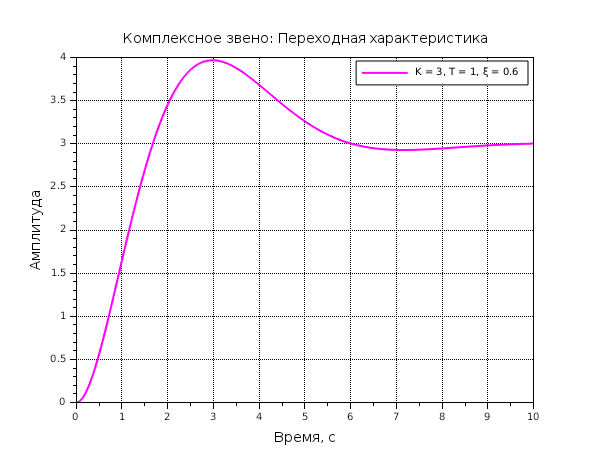 Комплексное звено: Переходная характеристика
K = 3, T = 1, ξ = 0.6
4
3.5
3
2.5
2
1.5
1
0.5
0
Амплитуда
0 1 2 3 4 5 6 7 8 9 10
Время, с